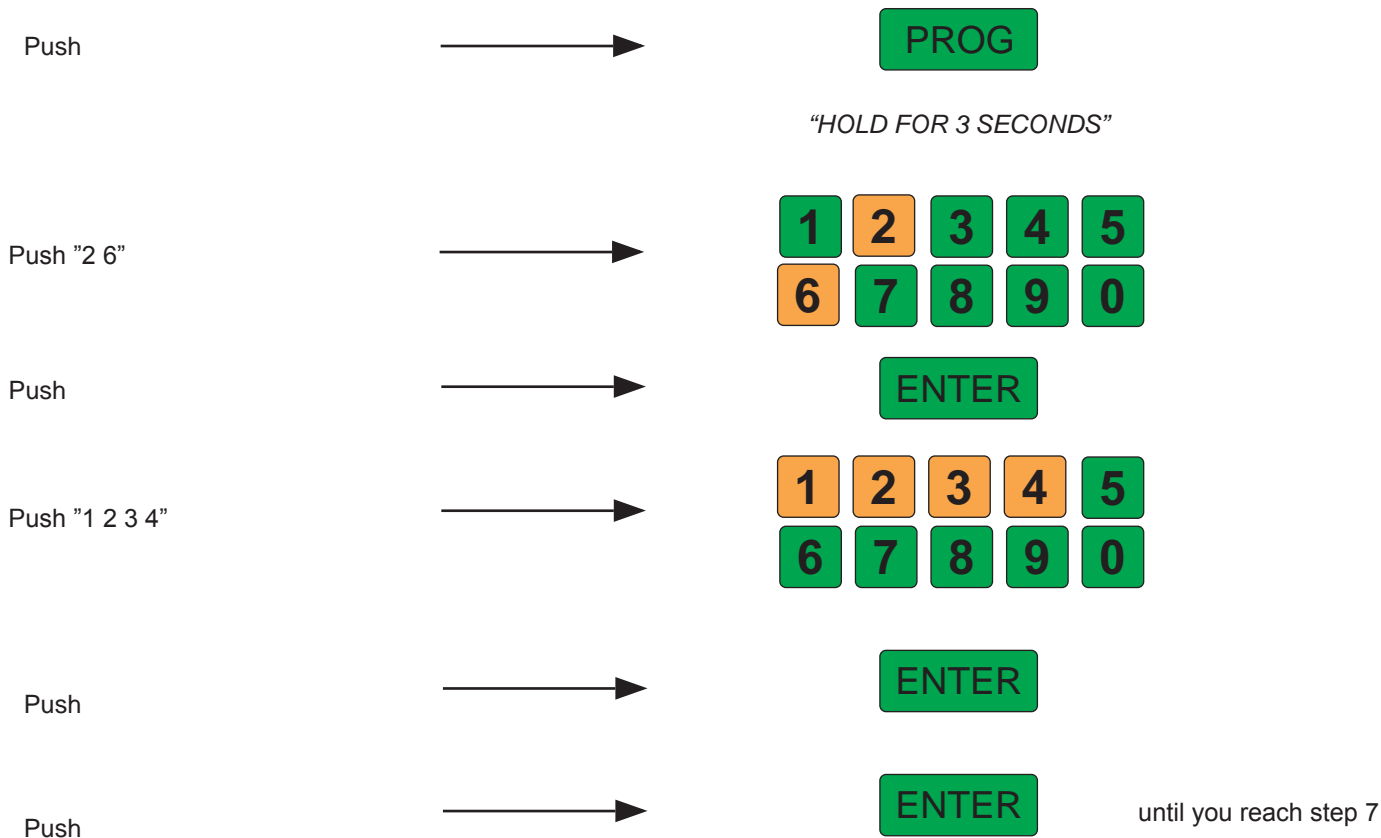 Push PROG
“HOLD FOR 3 SECONDS”
1 2 3 4 5
Push ”2 6”
6 7 8 9 0
Push ENTER
1 2 3 4 5
Push ”1 2 3 4”
6 7 8 9 0
Push ENTER
Push ENTER until you reach step 7